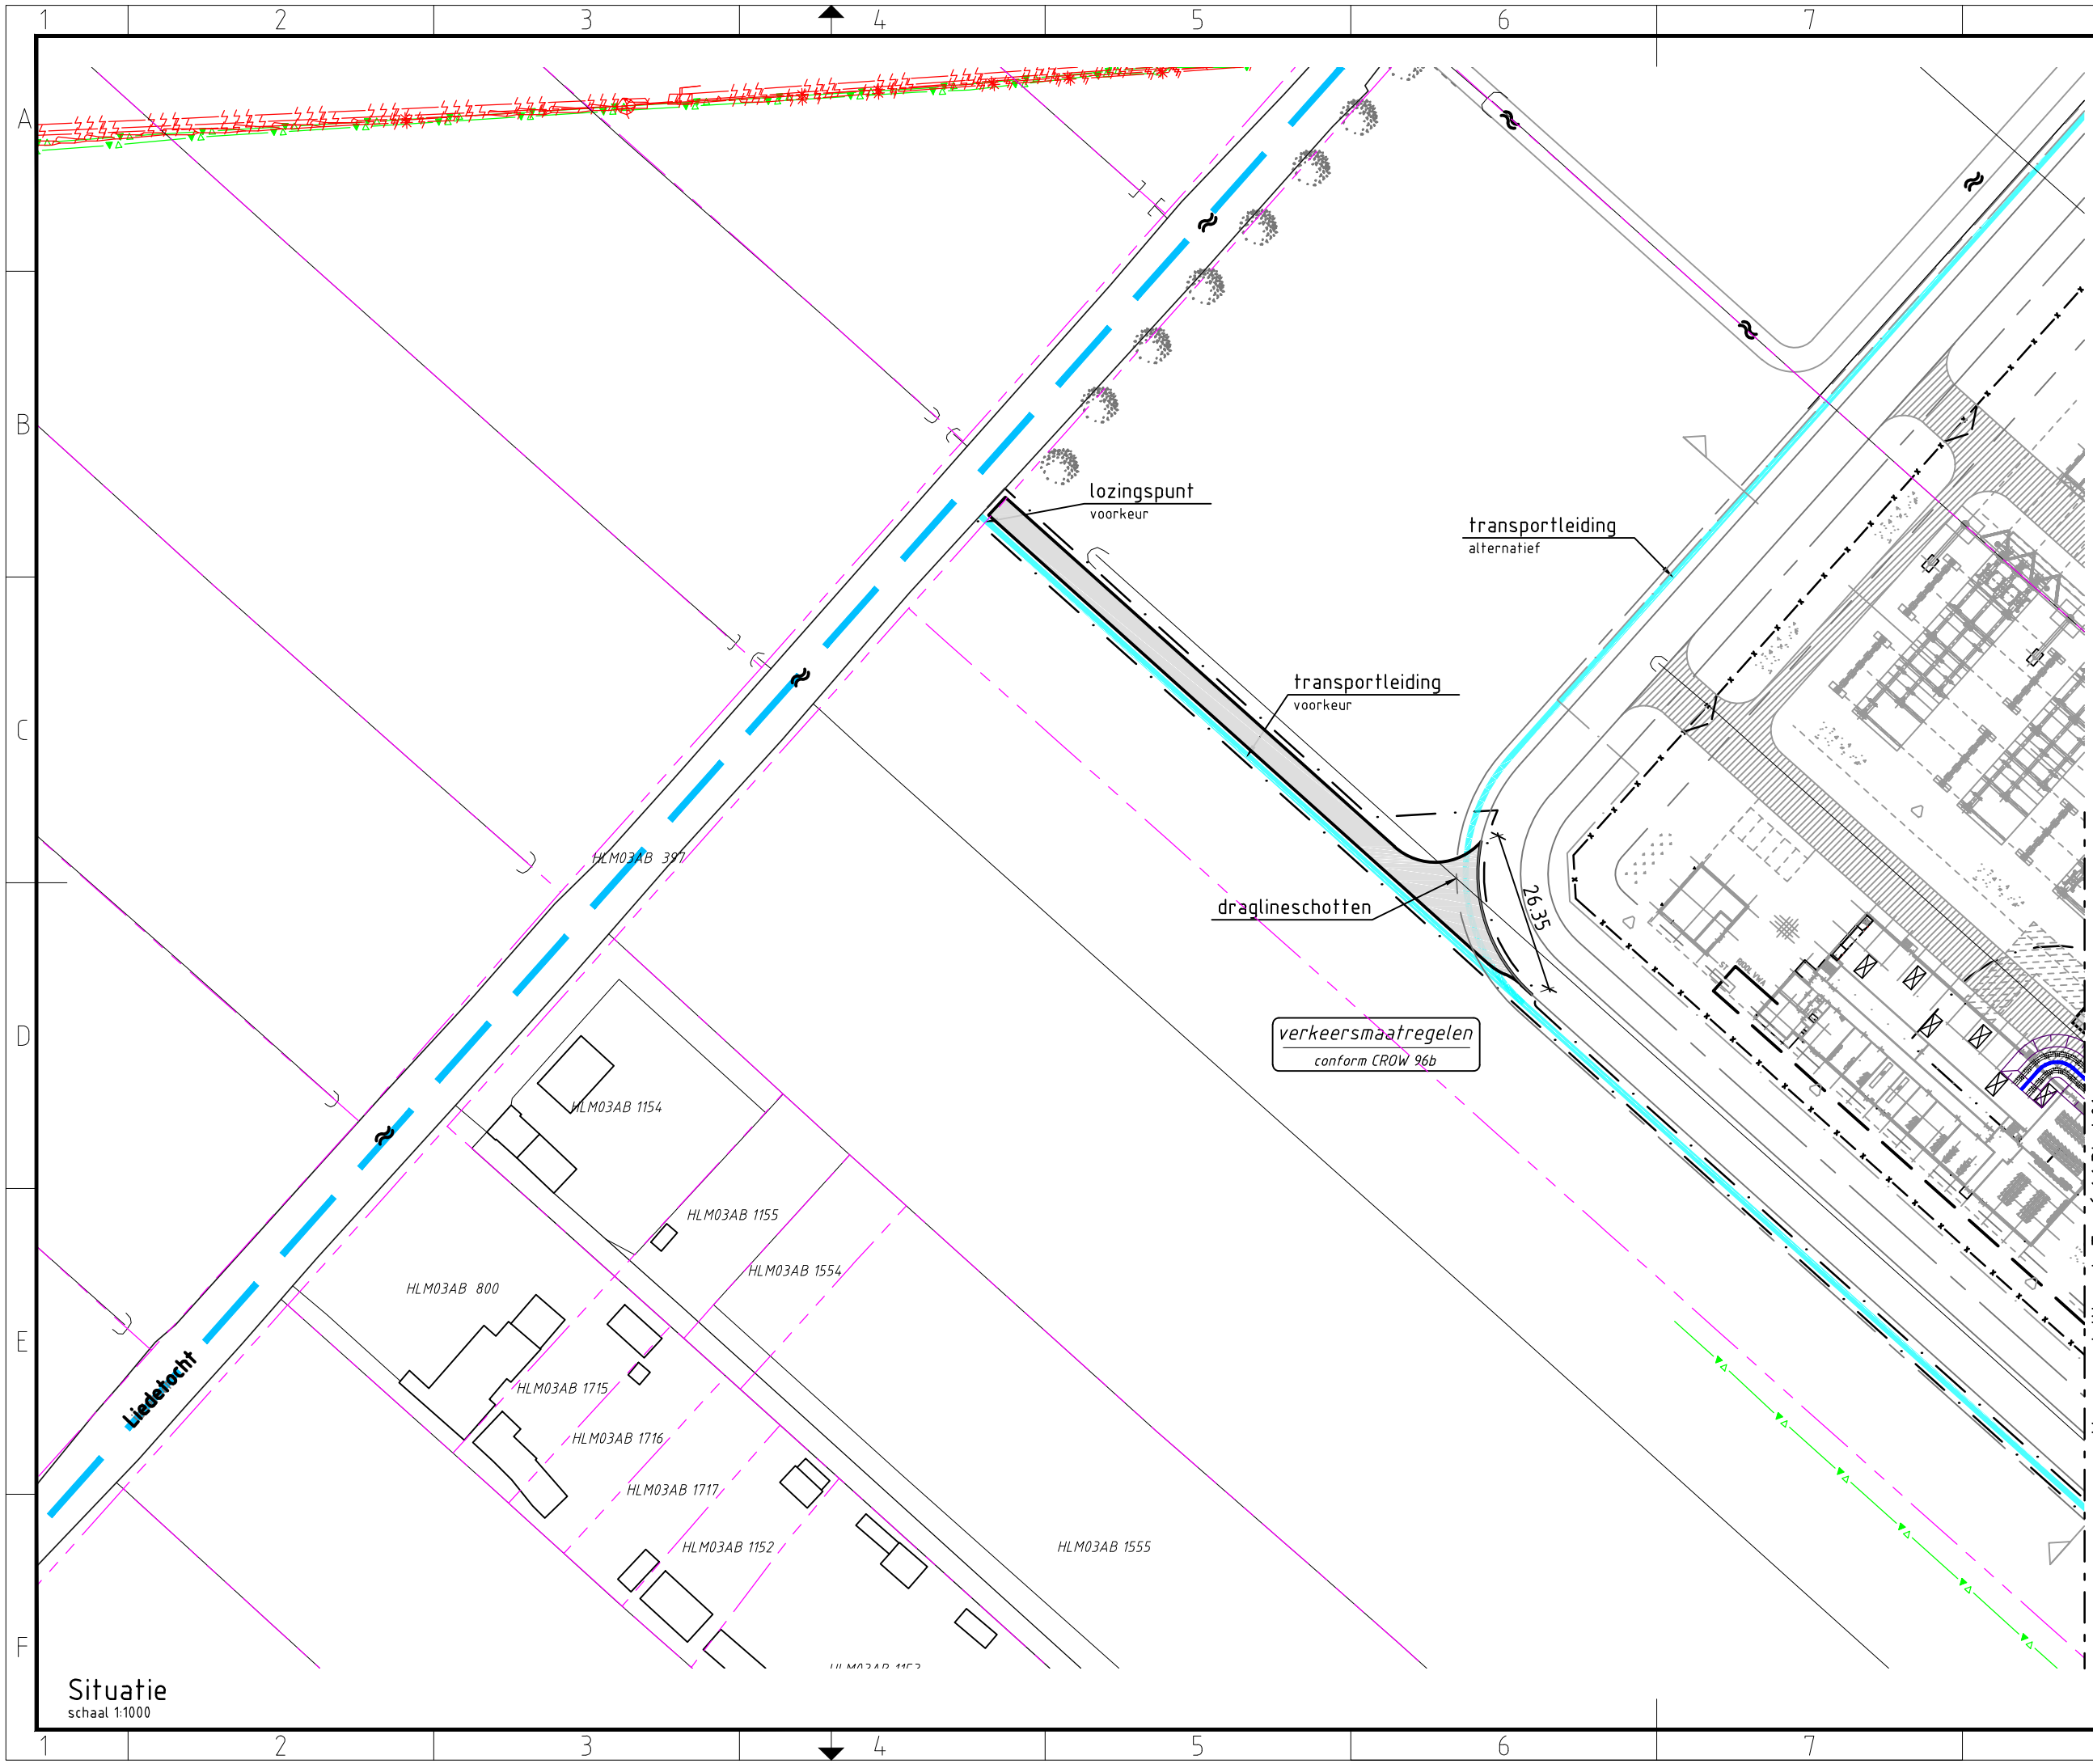 1 2 3 4 5 6 7
A
B
lozingspunt
voorkeur
transportleiding
alternatief
transportleiding
voorkeur
C
HLM03AB 397
draglineschotten
26.35
RIOOL VWA
D
verkeersmaatregelen
conform CROW 96b
HLM03AB 1154
HLM03AB 1155
HLM03AB 1554
HLM03AB 800
E
Liedetocht
HLM03AB 1715
HLM03AB 1716
HLM03AB 1717
HLM03AB 1152
HLM03AB 1555
F
Situatie
schaal 1:1000
1 2 3 4 5 6 7